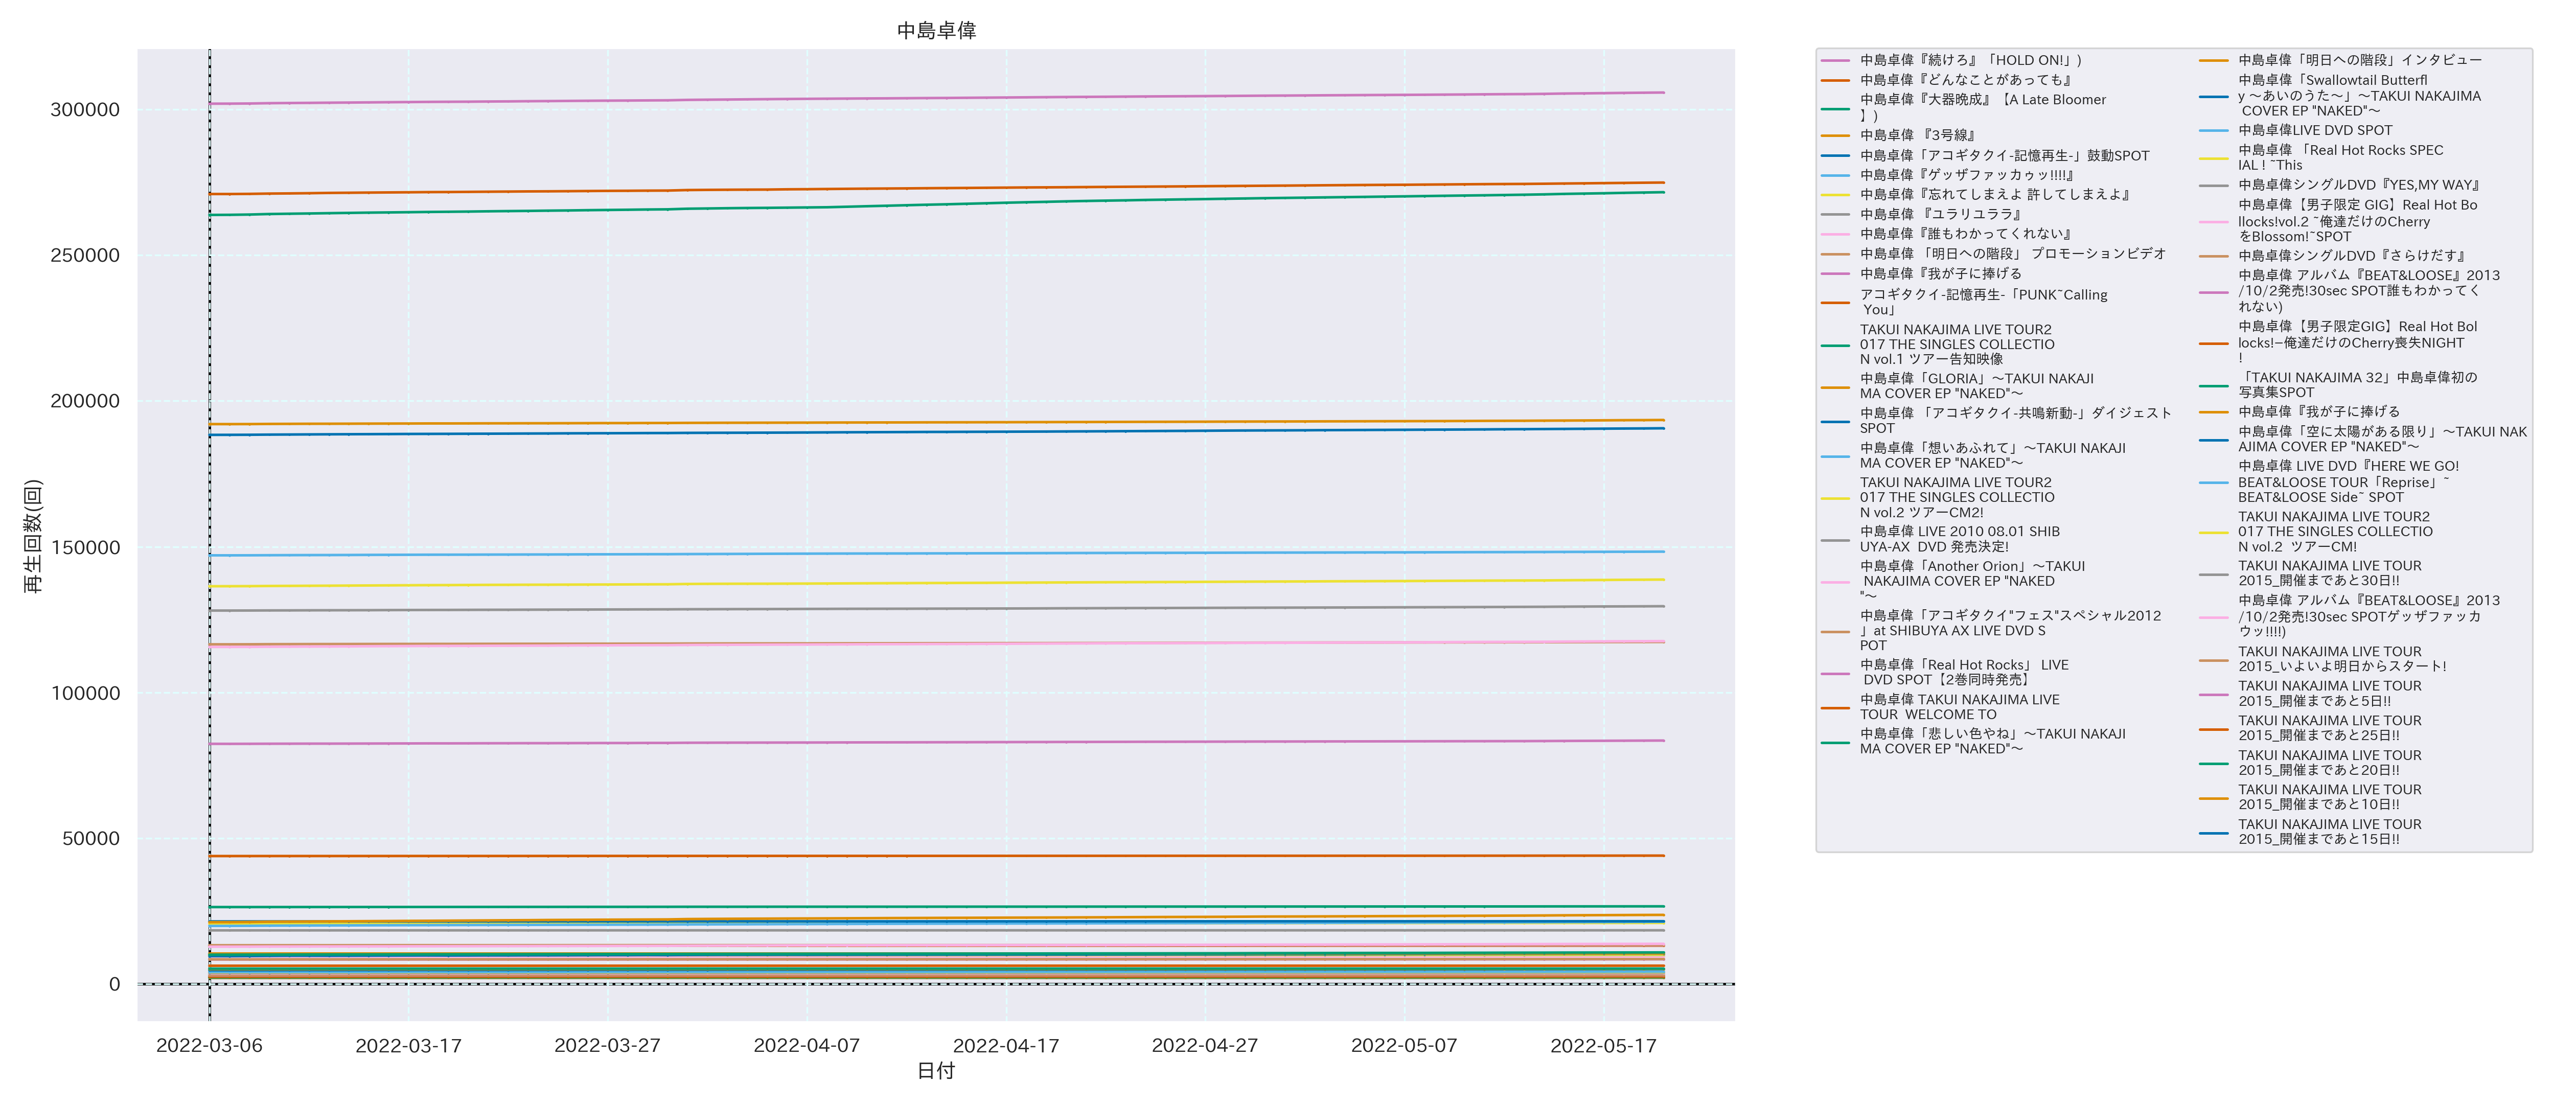 中島卓偉
300000
250000
200000
150000
100000
50000
0
再生回数(回)
2022-03-06
2022-03-17
2022-03-27
2022-04-07
2022-04-17
2022-04-27
2022-05-07
2022-05-17
日付
中島卓偉『続けろ』「HOLD ON!」)
中島卓偉『どんなことがあっても』
中島卓偉『大器晩成』【A Late Bloomer
】)
中島卓偉 『3号線』
中島卓偉「アコギタクイ-記憶再生-」鼓動SPOT
中島卓偉『ゲッザファッカゥッ!!!!』
中島卓偉『忘れてしまえよ 許してしまえよ』
中島卓偉 『ユラリユララ』
中島卓偉『誰もわかってくれない』
中島卓偉 「明日への階段」 プロモーションビデオ
中島卓偉『我が子に捧げる
アコギタクイ-記憶再生-「PUNK~Calling
You」
TAKUI NAKAJIMA LIVE TOUR2
017 THE SINGLES COLLECTIO
N vol.1 ツアー告知映像
中島卓偉「GLORIA」～TAKUI NAKAJI
MA COVER EP "NAKED"～
中島卓偉 「アコギタクイ-共鳴新動-」ダイジェスト
SPOT
中島卓偉「想いあふれて」～TAKUI NAKAJI
MA COVER EP "NAKED"～
TAKUI NAKAJIMA LIVE TOUR2
017 THE SINGLES COLLECTIO
N vol.2 ツアーCM2!
中島卓偉 LIVE 2010 08.01 SHIB
UYA-AX DVD 発売決定!
中島卓偉「Another Orion」～TAKUI
NAKAJIMA COVER EP "NAKED
"～
中島卓偉「アコギタクイ"フェス"スペシャル2012
」at SHIBUYA AX LIVE DVD S
POT
中島卓偉「Real Hot Rocks」 LIVE
DVD SPOT【2巻同時発売】
中島卓偉 TAKUI NAKAJIMA LIVE
TOUR WELCOME TO
中島卓偉「悲しい色やね」～TAKUI NAKAJI
MA COVER EP "NAKED"～
中島卓偉「明日への階段」インタビュー
中島卓偉「Swallowtail Butterfl
y ～あいのうた～」～TAKUI NAKAJIMA
COVER EP "NAKED"～
中島卓偉LIVE DVD SPOT
中島卓偉 「Real Hot Rocks SPEC
IAL ! ~This
中島卓偉シングルDVD『YES,MY WAY』
中島卓偉【男子限定 GIG】Real Hot Bo
llocks!vol.2 ~俺達だけのCherry
をBlossom!~SPOT
中島卓偉シングルDVD『さらけだす』
中島卓偉 アルバム『BEAT&LOOSE』2013
/10/2発売!30sec SPOT誰もわかってく
れない)
中島卓偉【男子限定GIG】Real Hot Bol
locks!−俺達だけのCherry喪失NIGHT
!
「TAKUI NAKAJIMA 32」中島卓偉初の
写真集SPOT
中島卓偉『我が子に捧げる
中島卓偉「空に太陽がある限り」～TAKUI NAK
AJIMA COVER EP "NAKED"～
中島卓偉 LIVE DVD『HERE WE GO!
BEAT&LOOSE TOUR「Reprise」~
BEAT&LOOSE Side~ SPOT
TAKUI NAKAJIMA LIVE TOUR2
017 THE SINGLES COLLECTIO
N vol.2 ツアーCM!
TAKUI NAKAJIMA LIVE TOUR
2015_開催まであと30日!!
中島卓偉 アルバム『BEAT&LOOSE』2013
/10/2発売!30sec SPOTゲッザファッカ
ウッ!!!!)
TAKUI NAKAJIMA LIVE TOUR
2015_いよいよ明日からスタート!
TAKUI NAKAJIMA LIVE TOUR
2015_開催まであと5日!!
TAKUI NAKAJIMA LIVE TOUR
2015_開催まであと25日!!
TAKUI NAKAJIMA LIVE TOUR
2015_開催まであと20日!!
TAKUI NAKAJIMA LIVE TOUR
2015_開催まであと10日!!
TAKUI NAKAJIMA LIVE TOUR
2015_開催まであと15日!!